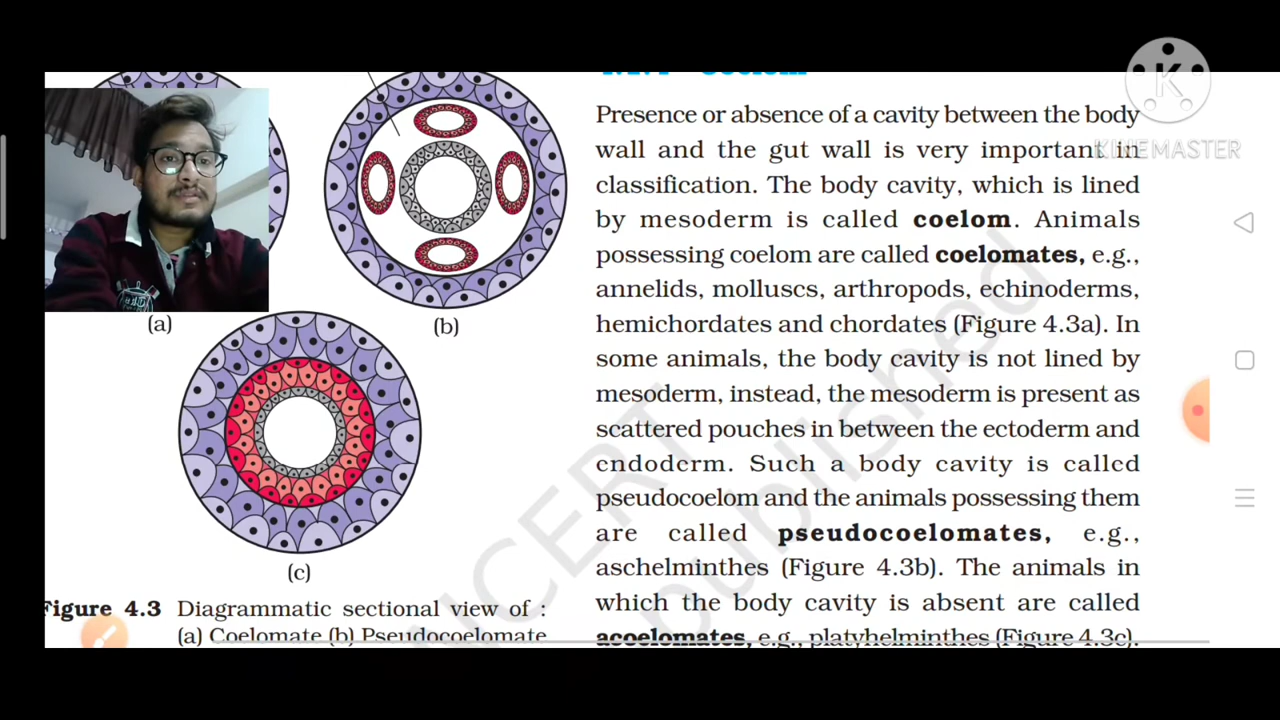 K
KINEMASTER
Coelom
Presence or absence of a cavity between the body
wall and the gut wall is very important in
classification. The body cavity, which is lined
by mesoderm is called coelom. Animals
possessing coelom are called coelomates, e.g.,
annelids, molluscs, arthropods, echinoderms,
hemichordates and chordates (Figure 4.3a). In
some animals, the body cavity is not lined by
mesoderm, instead, the mesoderm is present as
scattered pouches in between the ectoderm and
endoderm. Such a body cavity is called
pseudocoelom and the animals possessing them
are called pseudocoelomates, e.g.,
aschelminthes (Figure 4.3b). The animals in
which the body cavity is absent are called
acoelomates, e.g., platyhelminthes (Figure 4.3c).
(a)
(b)
(c)
Figure 4.3 Diagrammatic sectional view of :
(a) Coelomate (b) Pseudocoelomate
NCERT
published